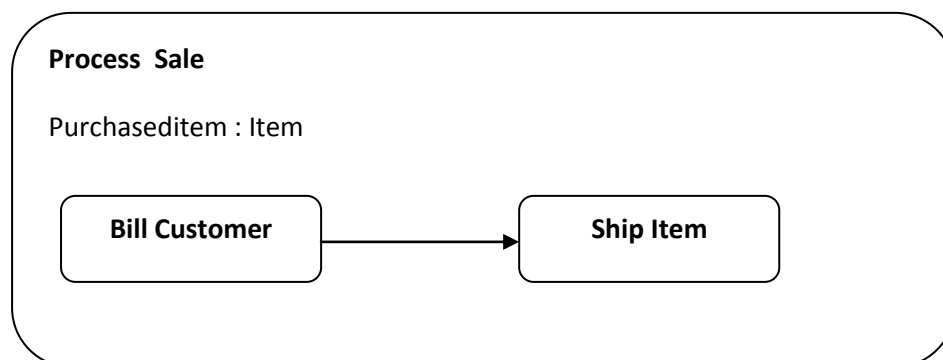 Process Sale
Purchaseditem : Item
Bill Customer
Ship Item